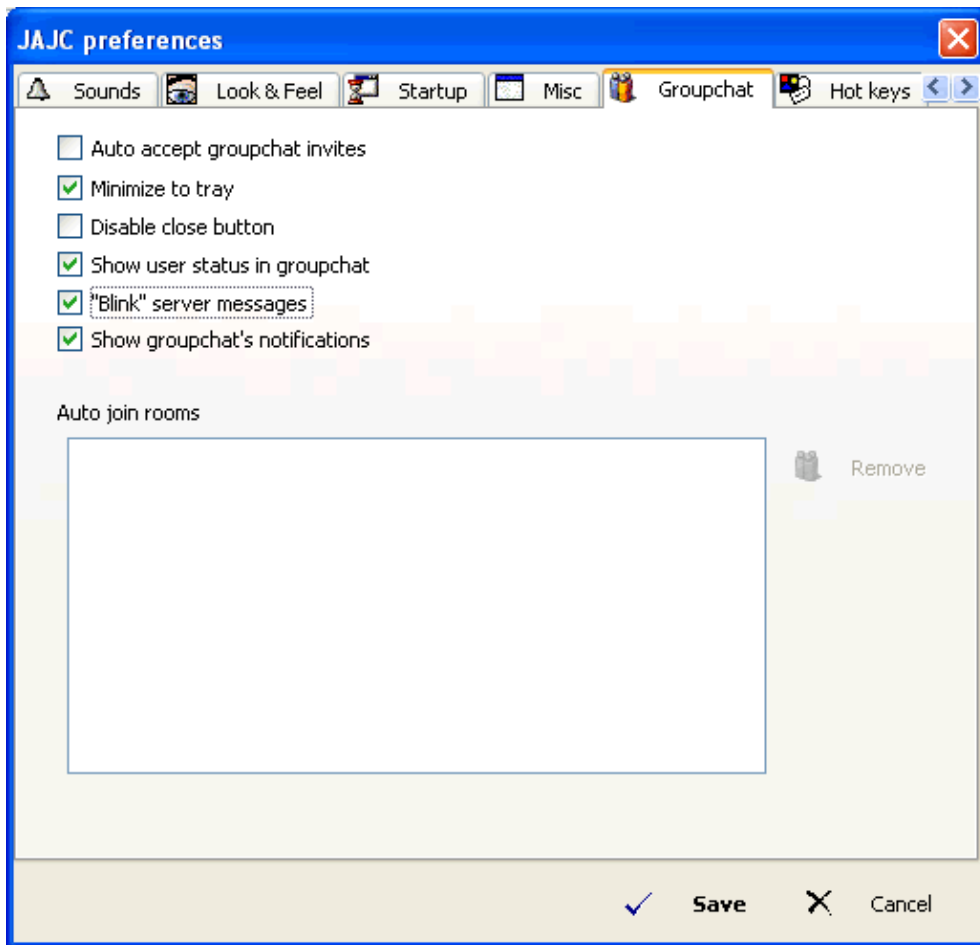 JAJC preferences
Sounds Look & Feel Startup Misc Groupchat Hot keys
Auto accept groupchat invites
Minimize to tray
Disable close button
Show user status in groupchat
"Blink" server messages
Show groupchat's notifications
Auto join rooms
Remove
Save Cancel